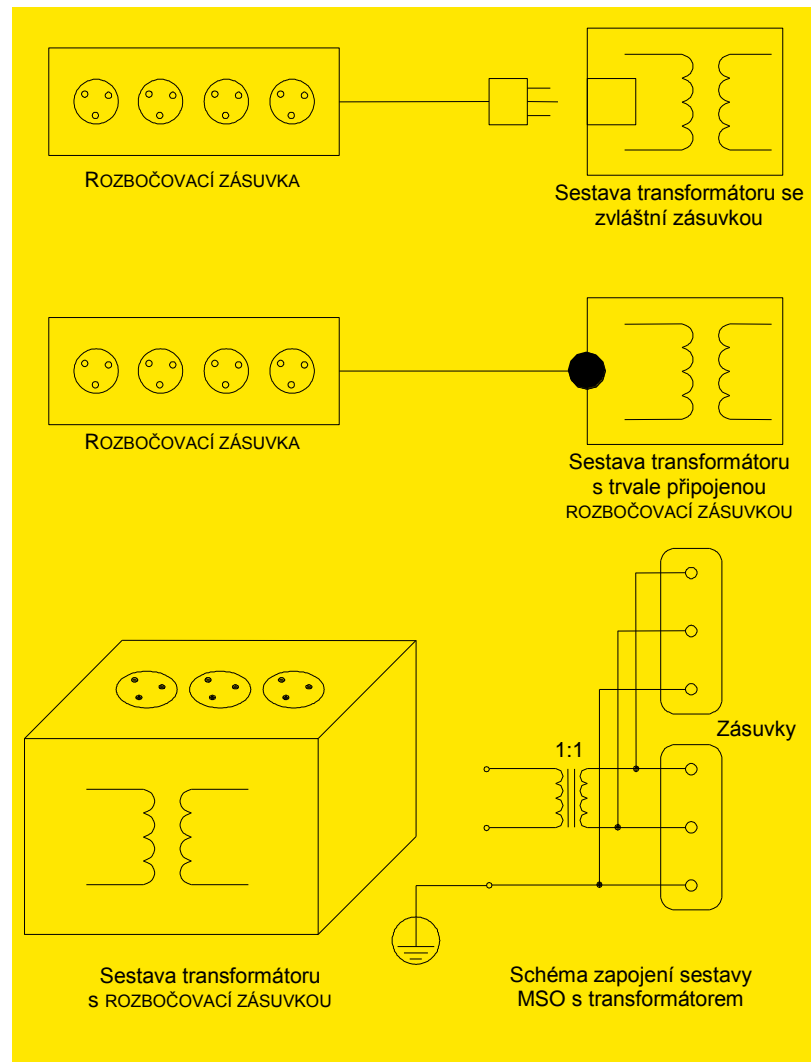 ROZBOČOVACÍ ZÁSUVKA
Sestava transformátoru se
zvláštní zásuvkou
ROZBOČOVACÍ ZÁSUVKA
Sestava transformátoru
s trvale připojenou
ROZBOČOVACÍ ZÁSUVKOU
Zásuvky
1:1
Sestava transformátoru
s ROZBOČOVACÍ ZÁSUVKOU
Schéma zapojení sestavy
MSO s transformátorem